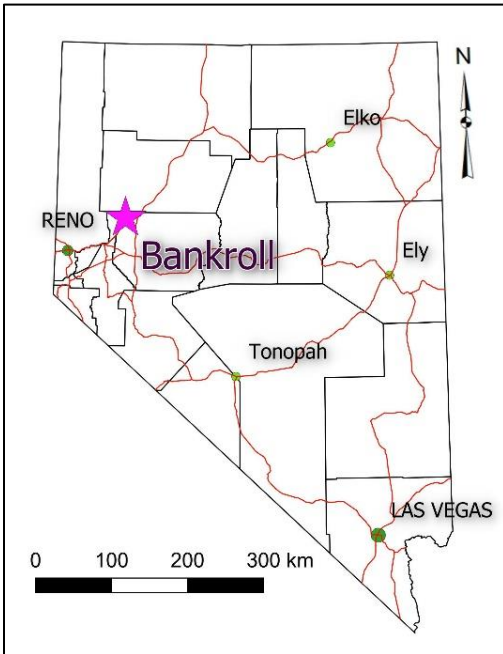 N
Elko
RENO
Bankroll
Ely
Tonopah
LAS VEGAS
0 100 200 300 km